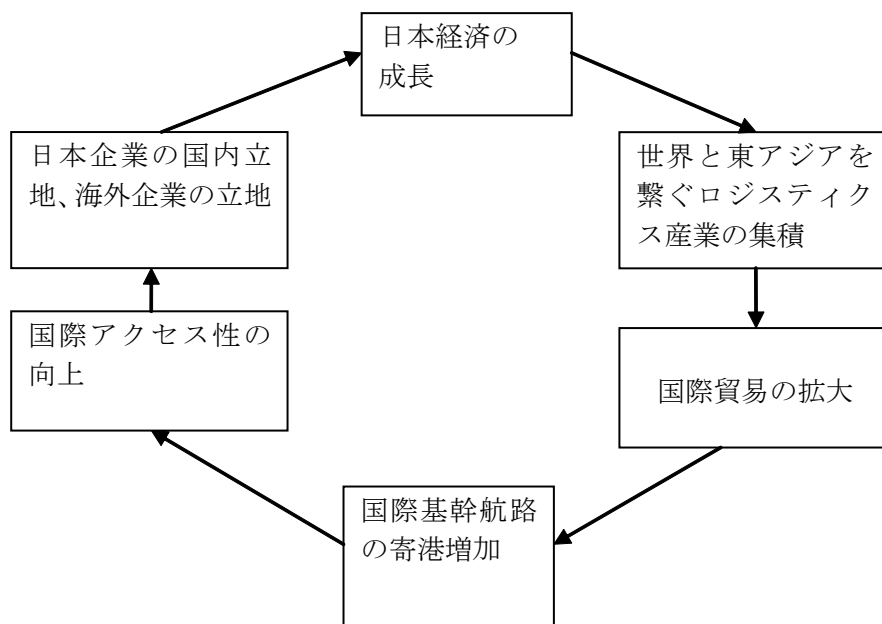 日本経済の
成長
日本企業の国内立
地、海外企業の立地
世界と東アジアを
繋ぐロジスティク
ス産業の集積
国際アクセス性の
向上
国際貿易の拡大
国際基幹航路
の寄港増加